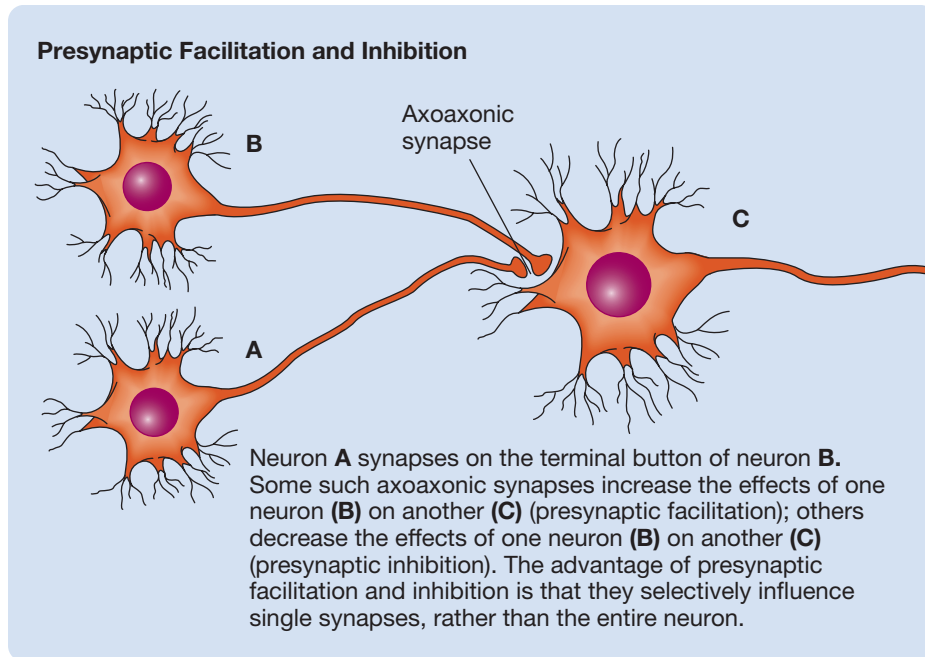 Presynaptic Facilitation and Inhibition
Axoaxonic
synapse
B
C
A
Neuron A synapses on the terminal button of neuron B.
Some such axoaxonic synapses increase the effects of one
neuron (B) on another (C) (presynaptic facilitation); others
decrease the effects of one neuron (B) on another (C)
(presynaptic inhibition). The advantage of presynaptic
facilitation and inhibition is that they selectively influence
single synapses, rather than the entire neuron.